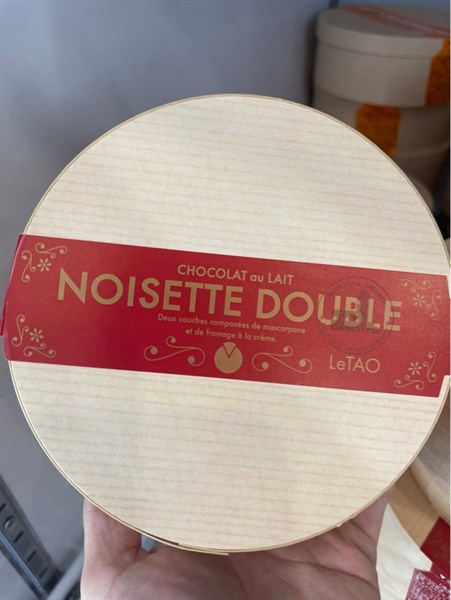 CHOCOLAT au LAIT
NOISETTE DOUBLE
Deux couches composées de mascarpone
et de fromage à la crème.
LeTAO